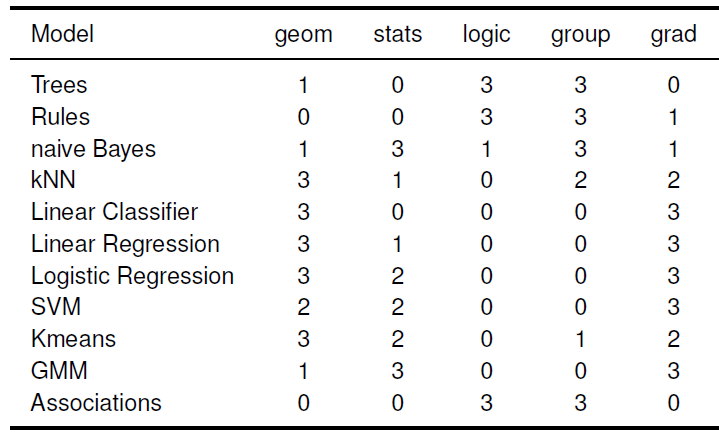 Model geom stats logic group grad
Trees 1 0 3 3 0
Rules 0 0 3 3 1
naive Bayes 1 3 1 3 1
kNN 3 1 0 2 2
Linear Classifier 3 0 0 0 3
Linear Regression 3 1 0 0 3
Logistic Regression 3 2 0 0 3
SVM 2 2 0 0 3
Kmeans 3 2 0 1 2
GMM 1 3 0 0 3
Associations 0 0 3 3 0